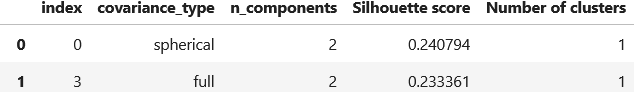 index covariance_type n_components Silhouette score Number of clusters
0 0 spherical 2 0.240794 1
1 3 full 2 0.233361 1